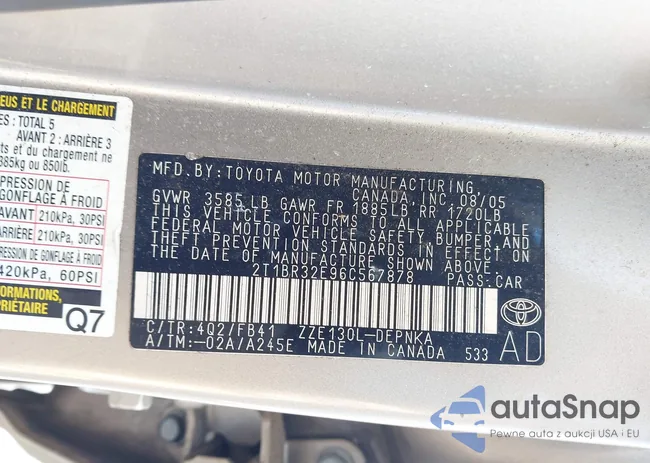 EUS ET LE CHARGEMENT
ES: TOTAL 5
AVANT 2: ARRIÈRE 3
ts et du chargement
385kg ou 850lb.
PRESSION DE GONFLAGE À FROID
AVANT 210kPa, 30PSI
ARRIÈRE 210kPa, 30PSI
PRESSION DE GONFLAGE À FROID
420kPa, 60PSI
INFORMATIONS,
PRIÉTAIRE
Q7
MFD.BY:TOYOTA MOTOR MANUFACTURING,
CANADA,INC.08/05
GVWR 3585LB GAWR FR 1885LB RR 1720LB
THIS VEHICLE CONFORMS TO ALL APPLICABLE
FEDERAL MOTOR VEHICLE SAFETY, BUMPER,AND
THEFT PREVENTION STANDARDS IN EFFECT ON
THE DATE OF MANUFACTURE SHOWN ABOVE.
2T1BR32E96C567878 PASS.CAR
C/TR:4Q2/FB41 ZZE130L-DEPNKA
A/TM:-02A/A245E MADE IN CANADA 533
AD
autaSnap
Pewne auta z aukcji USA i EU